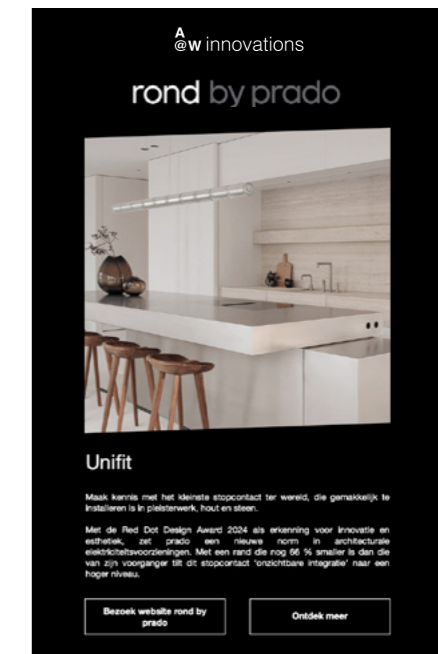 A
@W innovations
rond by prado
Unifit
Maak kennis met het kleinste stopcontact ter wereld, die gemakkelijk te
installeren is in pleisterwerk, hout en steen.
Met de Red Dot Design Award 2024 als erkenning voor innovatie en
esthetiek, zet prado een nieuwe norm in architecturale
elektriciteitsvoorzieningen. Met een rand die nog 66 % smaller is dan die
van zijn voorganger tilt dit stopcontact 'onzichtbare integratie' naar een
hoger niveau.
Bezoek website rond by
prado
Ontdek meer